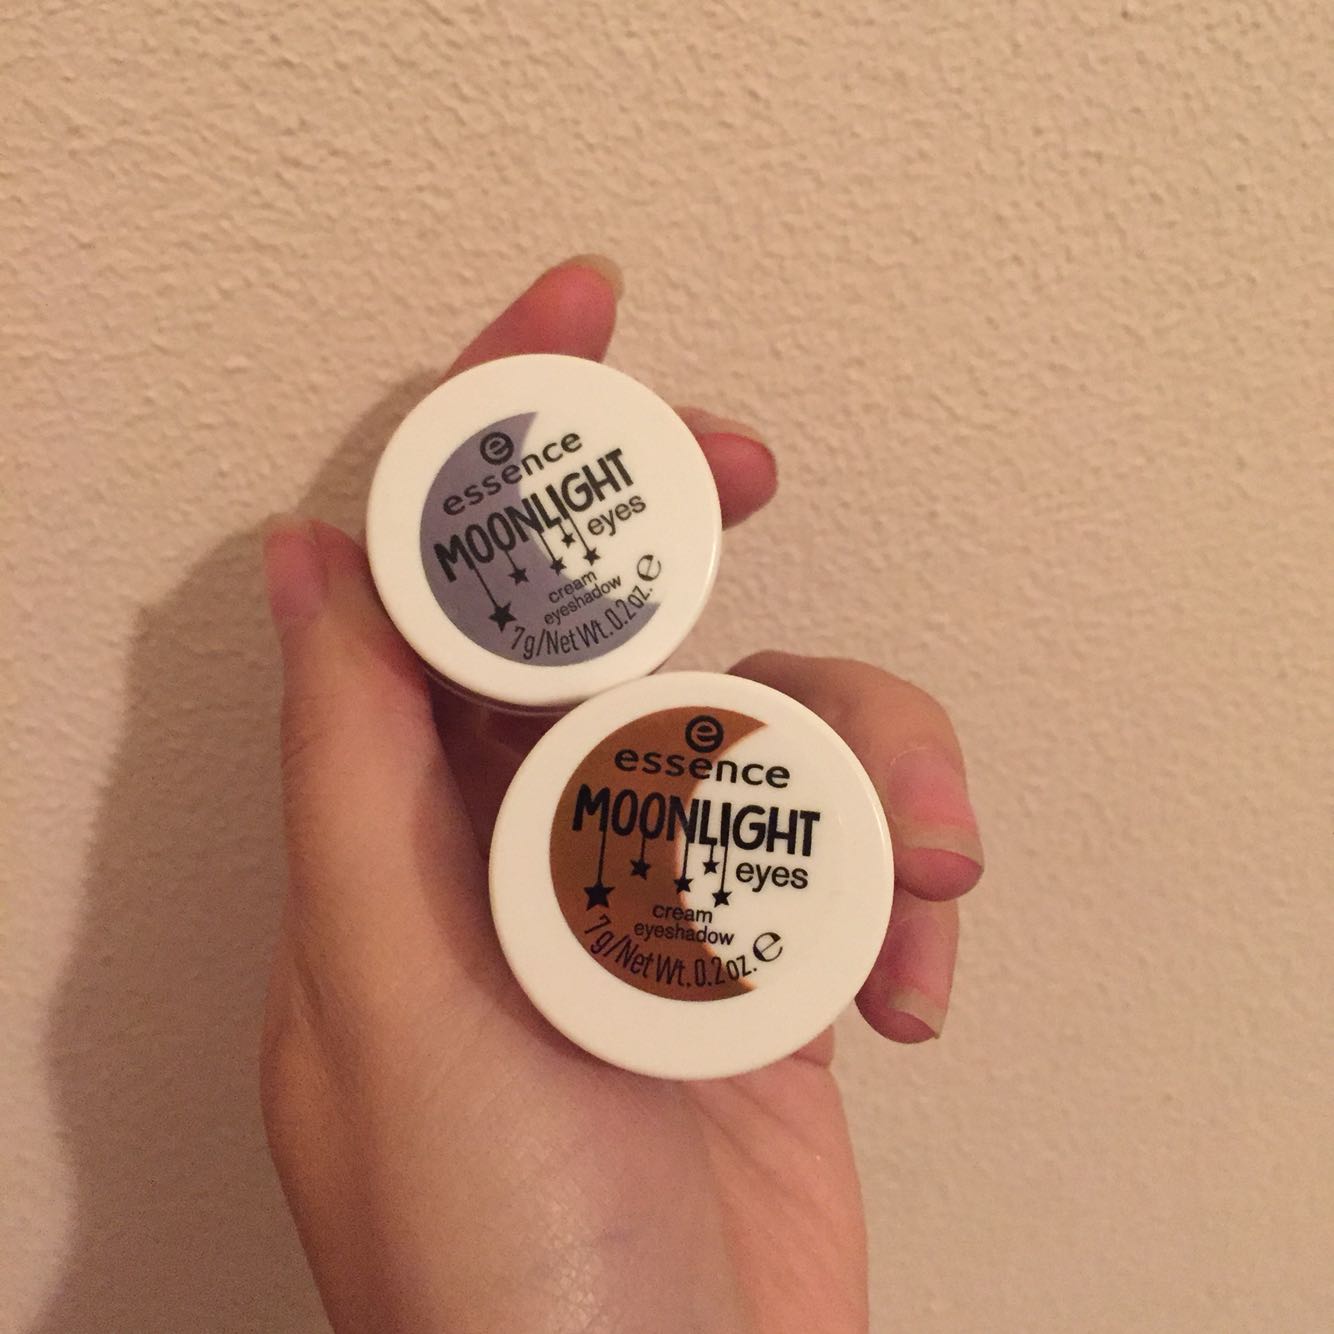 e
essence
MOONLIGHT
eyes
cream
eyeshadow
7g/Net Wt. 0.2oz. ℮
e
essence
MOONLIGHT
eyes
cream
eyeshadow
7g/Net Wt. 0.2oz. ℮